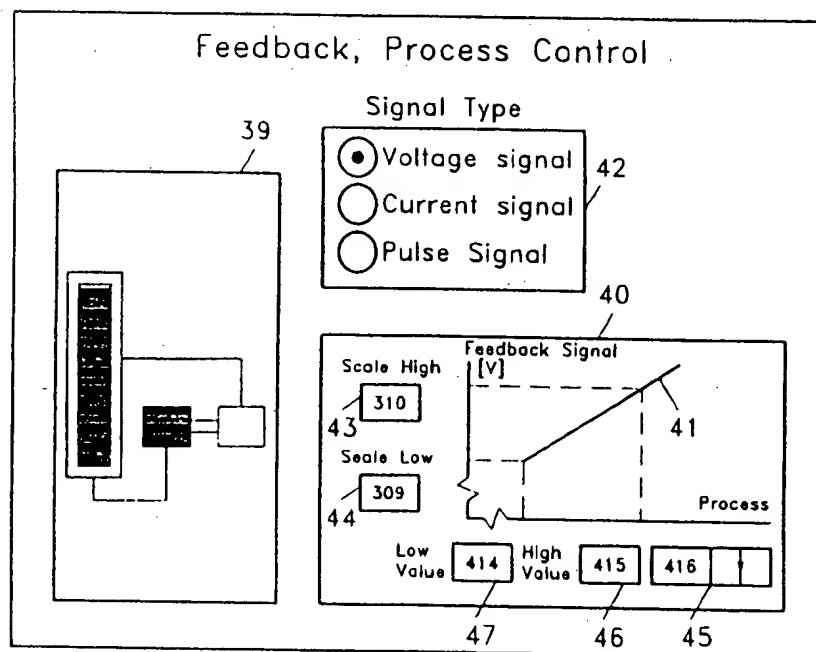 Feedback, Process Control
Signal Type
39
Voltage signal
42
Current signal
Pulse Signal
40
Feedback Signal
[V]
Scale High
310
43
41
Scale Low
309
44
Process
Low Value
414
High Value
415
416
47
46
45